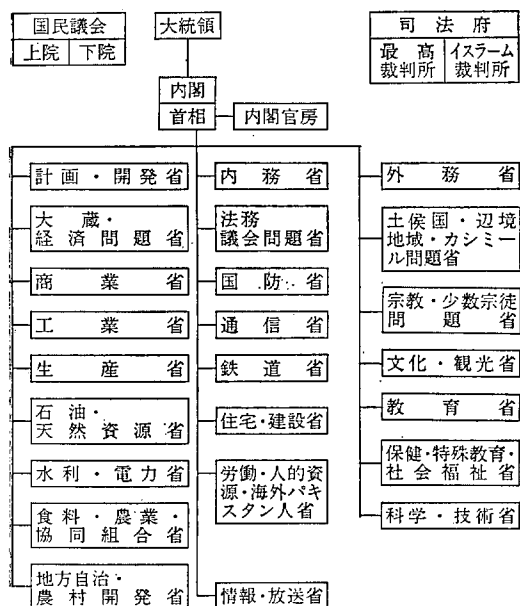 国民議会
上院 下院
大統領
司法府
最高
裁判所
イスラーム
裁判所
内閣
首相
内閣官房
計画・開発省
大蔵・
経済問題省
商業省
工業省
生産省
石油・
天然資源省
水利・電力省
食料・農業・
協同組合省
地方自治・
農村開発省
内務省
法務
議会問題省
国防省
通信省
鉄道省
住宅・建設省
労働・人的資
源・海外パキ
スタン人省
情報・放送省
外務省
土侯国・辺境
地域・カシミー
ル問題省
宗教・少数宗徒
問題省
文化・観光省
教育省
保健・特殊教育・
社会福祉省
科学・技術省